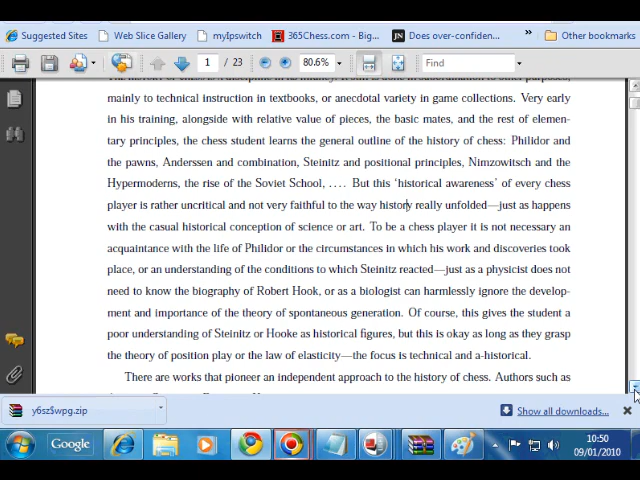 Suggested Sites Web Slice Gallery myIpswitch 365Chess.com - Big... Does over-confiden... » Other bookmarks
1 / 23 80.6% Find
mainly to technical instruction in textbooks, or anecdotal variety in game collections. Very early
in his training, alongside with relative value of pieces, the basic mates, and the rest of elemen-
tary principles, the chess student learns the general outline of the history of chess: Philidor and
the pawns, Anderssen and combination, Steinitz and positional principles, Nimzowitsch and the
Hypermoderns, the rise of the Soviet School, .... But this ‘historical awareness’ of every chess
player is rather uncritical and not very faithful to the way history really unfolded—just as happens
with the casual historical conception of science or art. To be a chess player it is not necessary an
acquaintance with the life of Philidor or the circumstances in which his work and discoveries took
place, or an understanding of the conditions to which Steinitz reacted—just as a physicist does not
need to know the biography of Robert Hook, or as a biologist can harmlessly ignore the develop-
ment and importance of the theory of spontaneous generation. Of course, this gives the student a
poor understanding of Steinitz or Hooke as historical figures, but this is okay as long as they grasp
the theory of position play or the law of elasticity—the focus is technical and a-historical.
There are works that pioneer an independent approach to the history of chess. Authors such as
y6sz$wpg.zip Show all downloads...
Google 10:50
09/01/2010